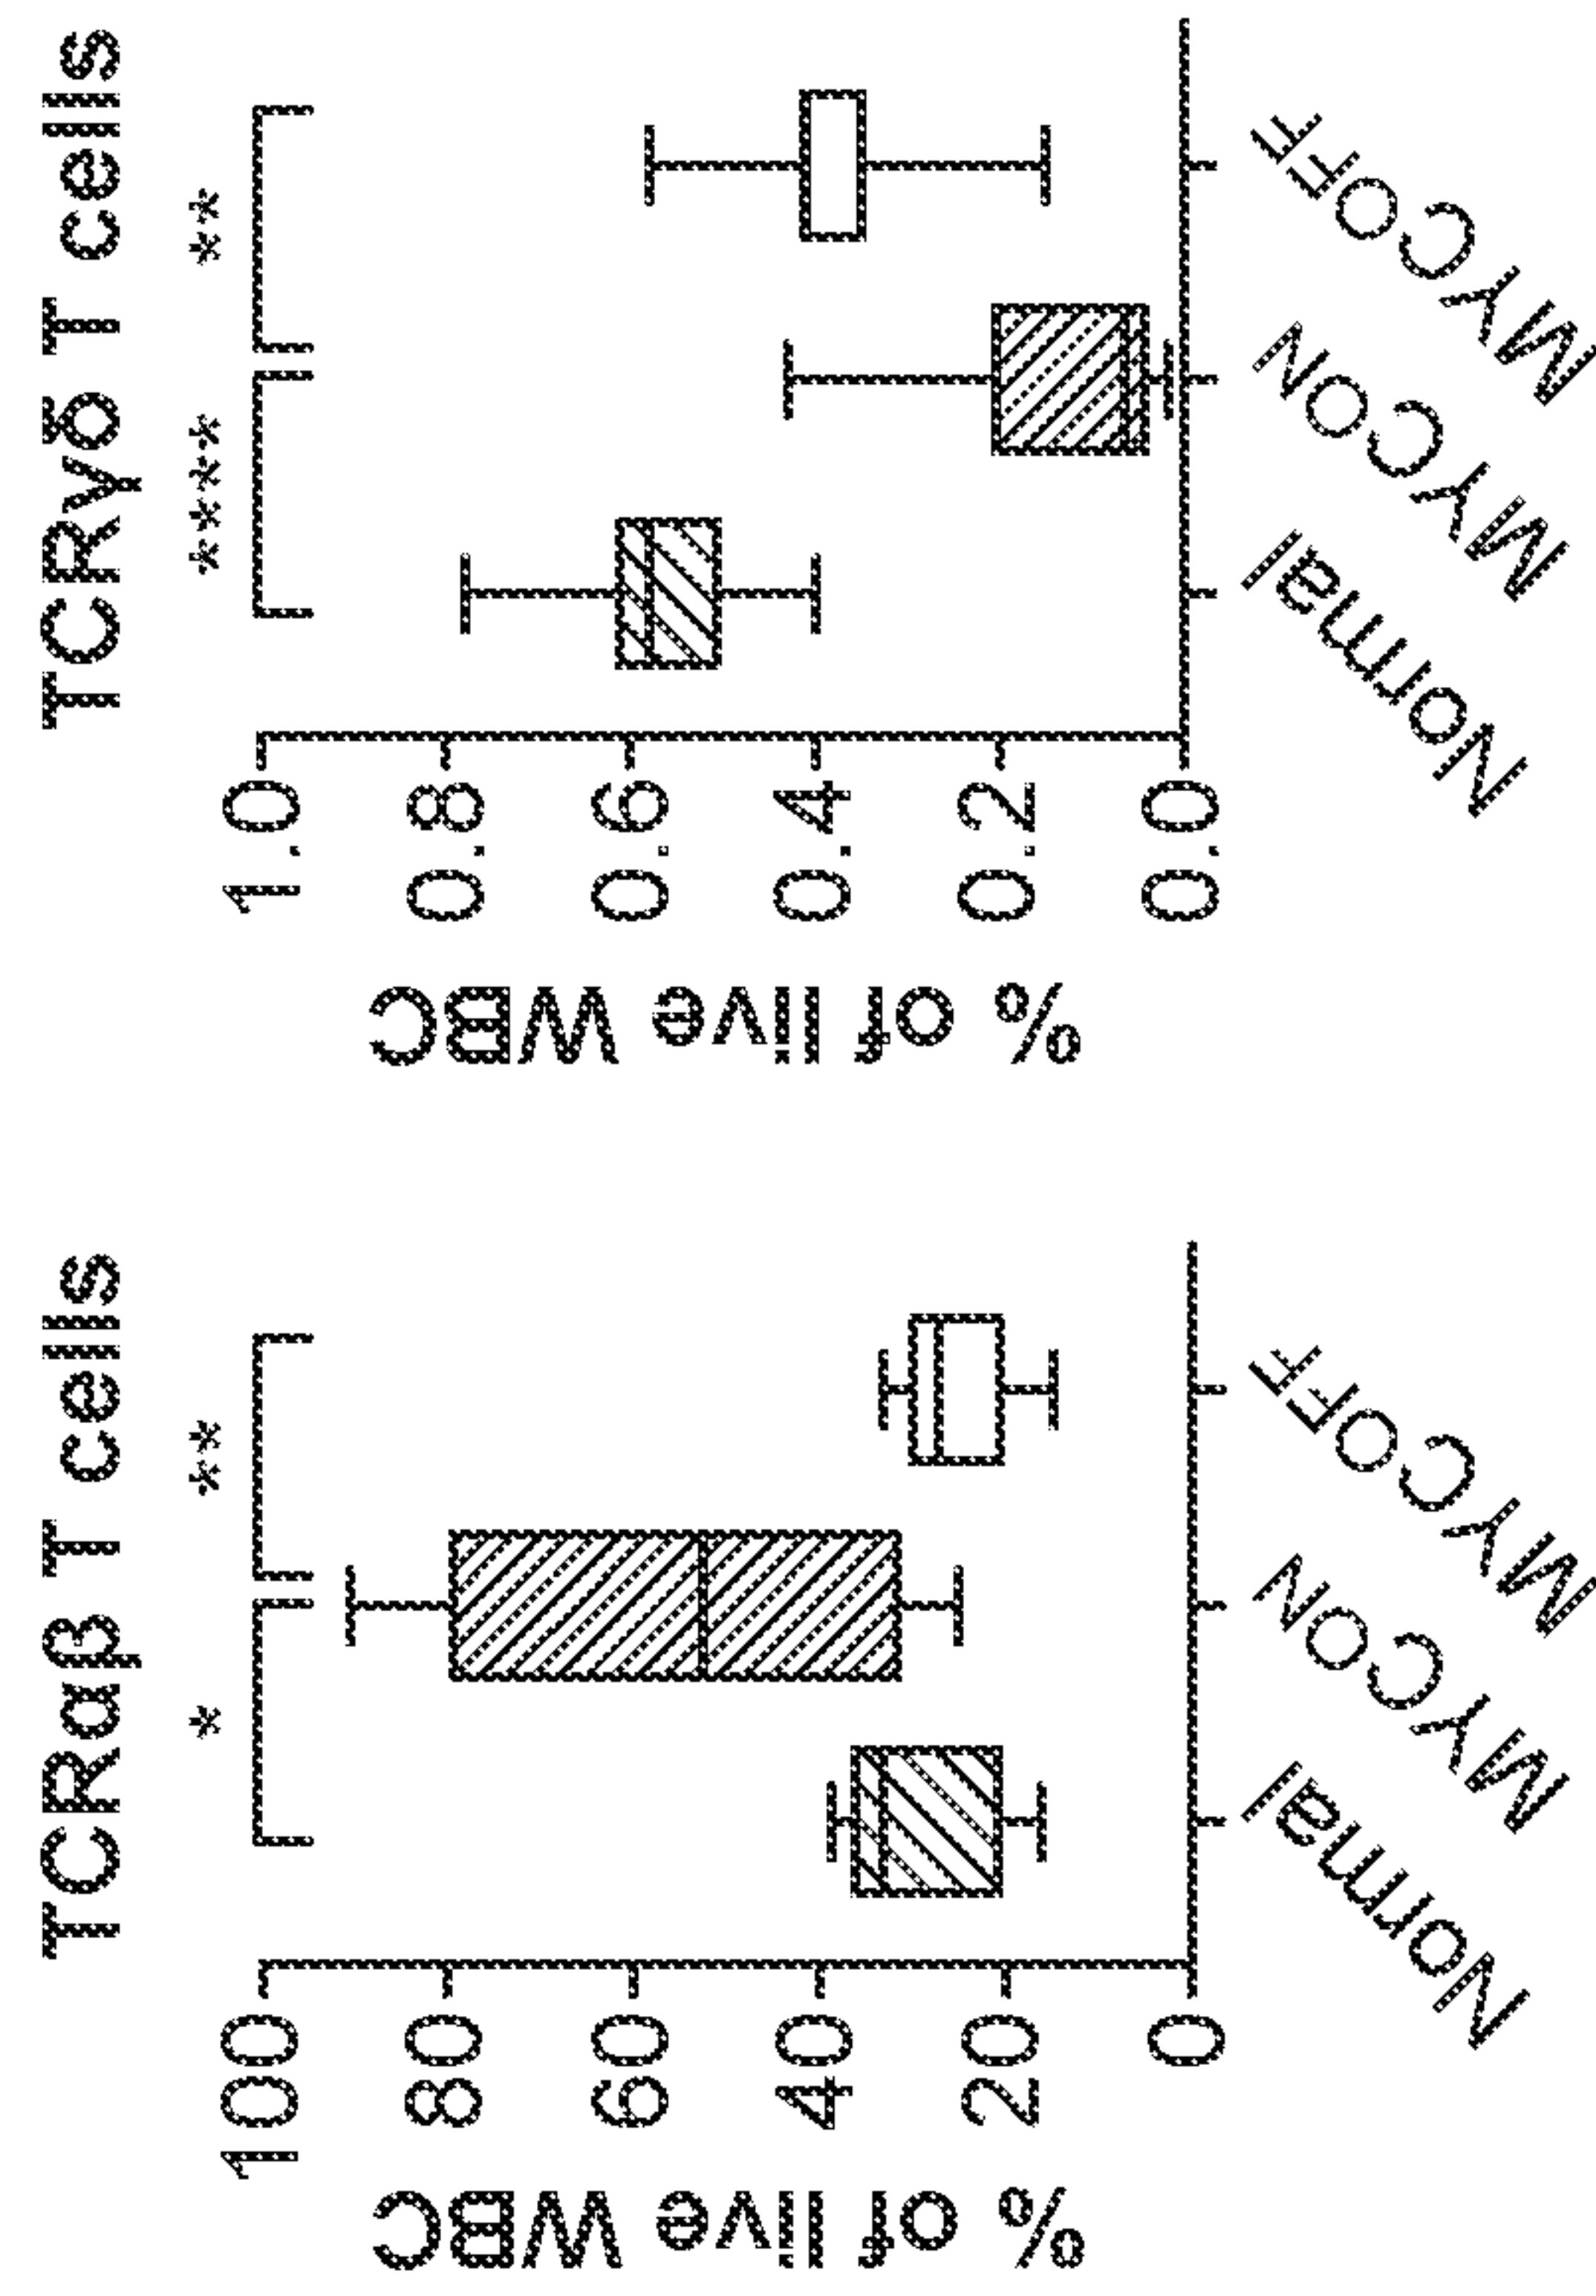 TCRαβ T cells
*
**
% of live WBC
100
80
60
40
20
0
Normal
MYCON
MYCOFF
TCRγδ T cells
****
**
% of live WBC
1.0
0.8
0.6
0.4
0.2
0.0
Normal
MYCON
MYCOFF